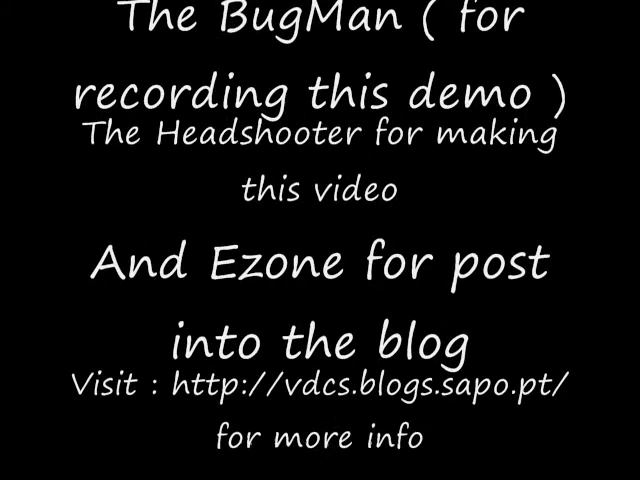 The BugMan ( for
recording this demo )
The Headshooter for making
this video
And Ezone for post
into the blog
Visit : http://vdcs.blogs.sapo.pt/
for more info